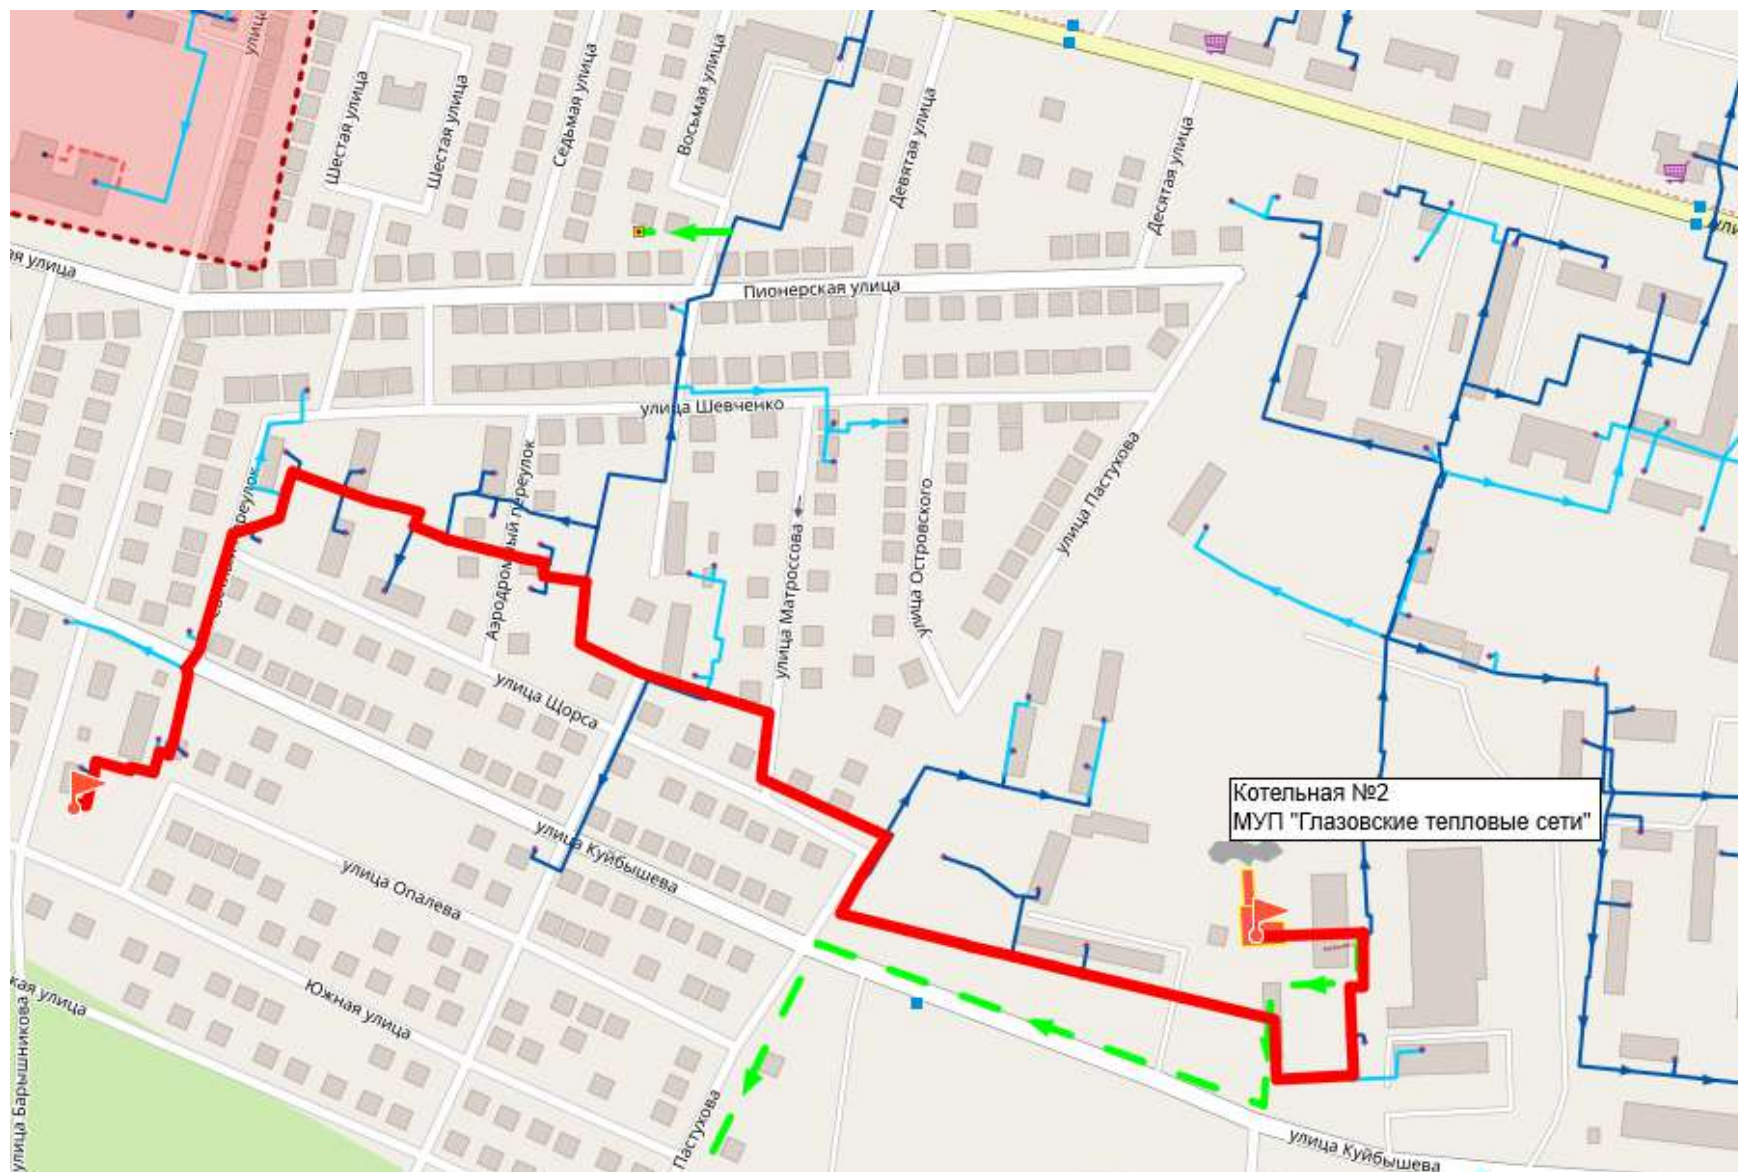 улица
Шестая улица
Шестая улица
Седьмая улица
Восьмая улица
Девятая улица
Десятая улица
ая улица
Пионерская улица
улица Шевченко
Аэродромный переулок
улица Матроссова
улица Островского
улица Пастухова
улица Щорса
Котельная №2
МУП "Глазовские тепловые сети"
улица Куйбышева
улица Опалева
Южная улица
кая улица
улица Барышникова
Пастухова
улица Куйбышева